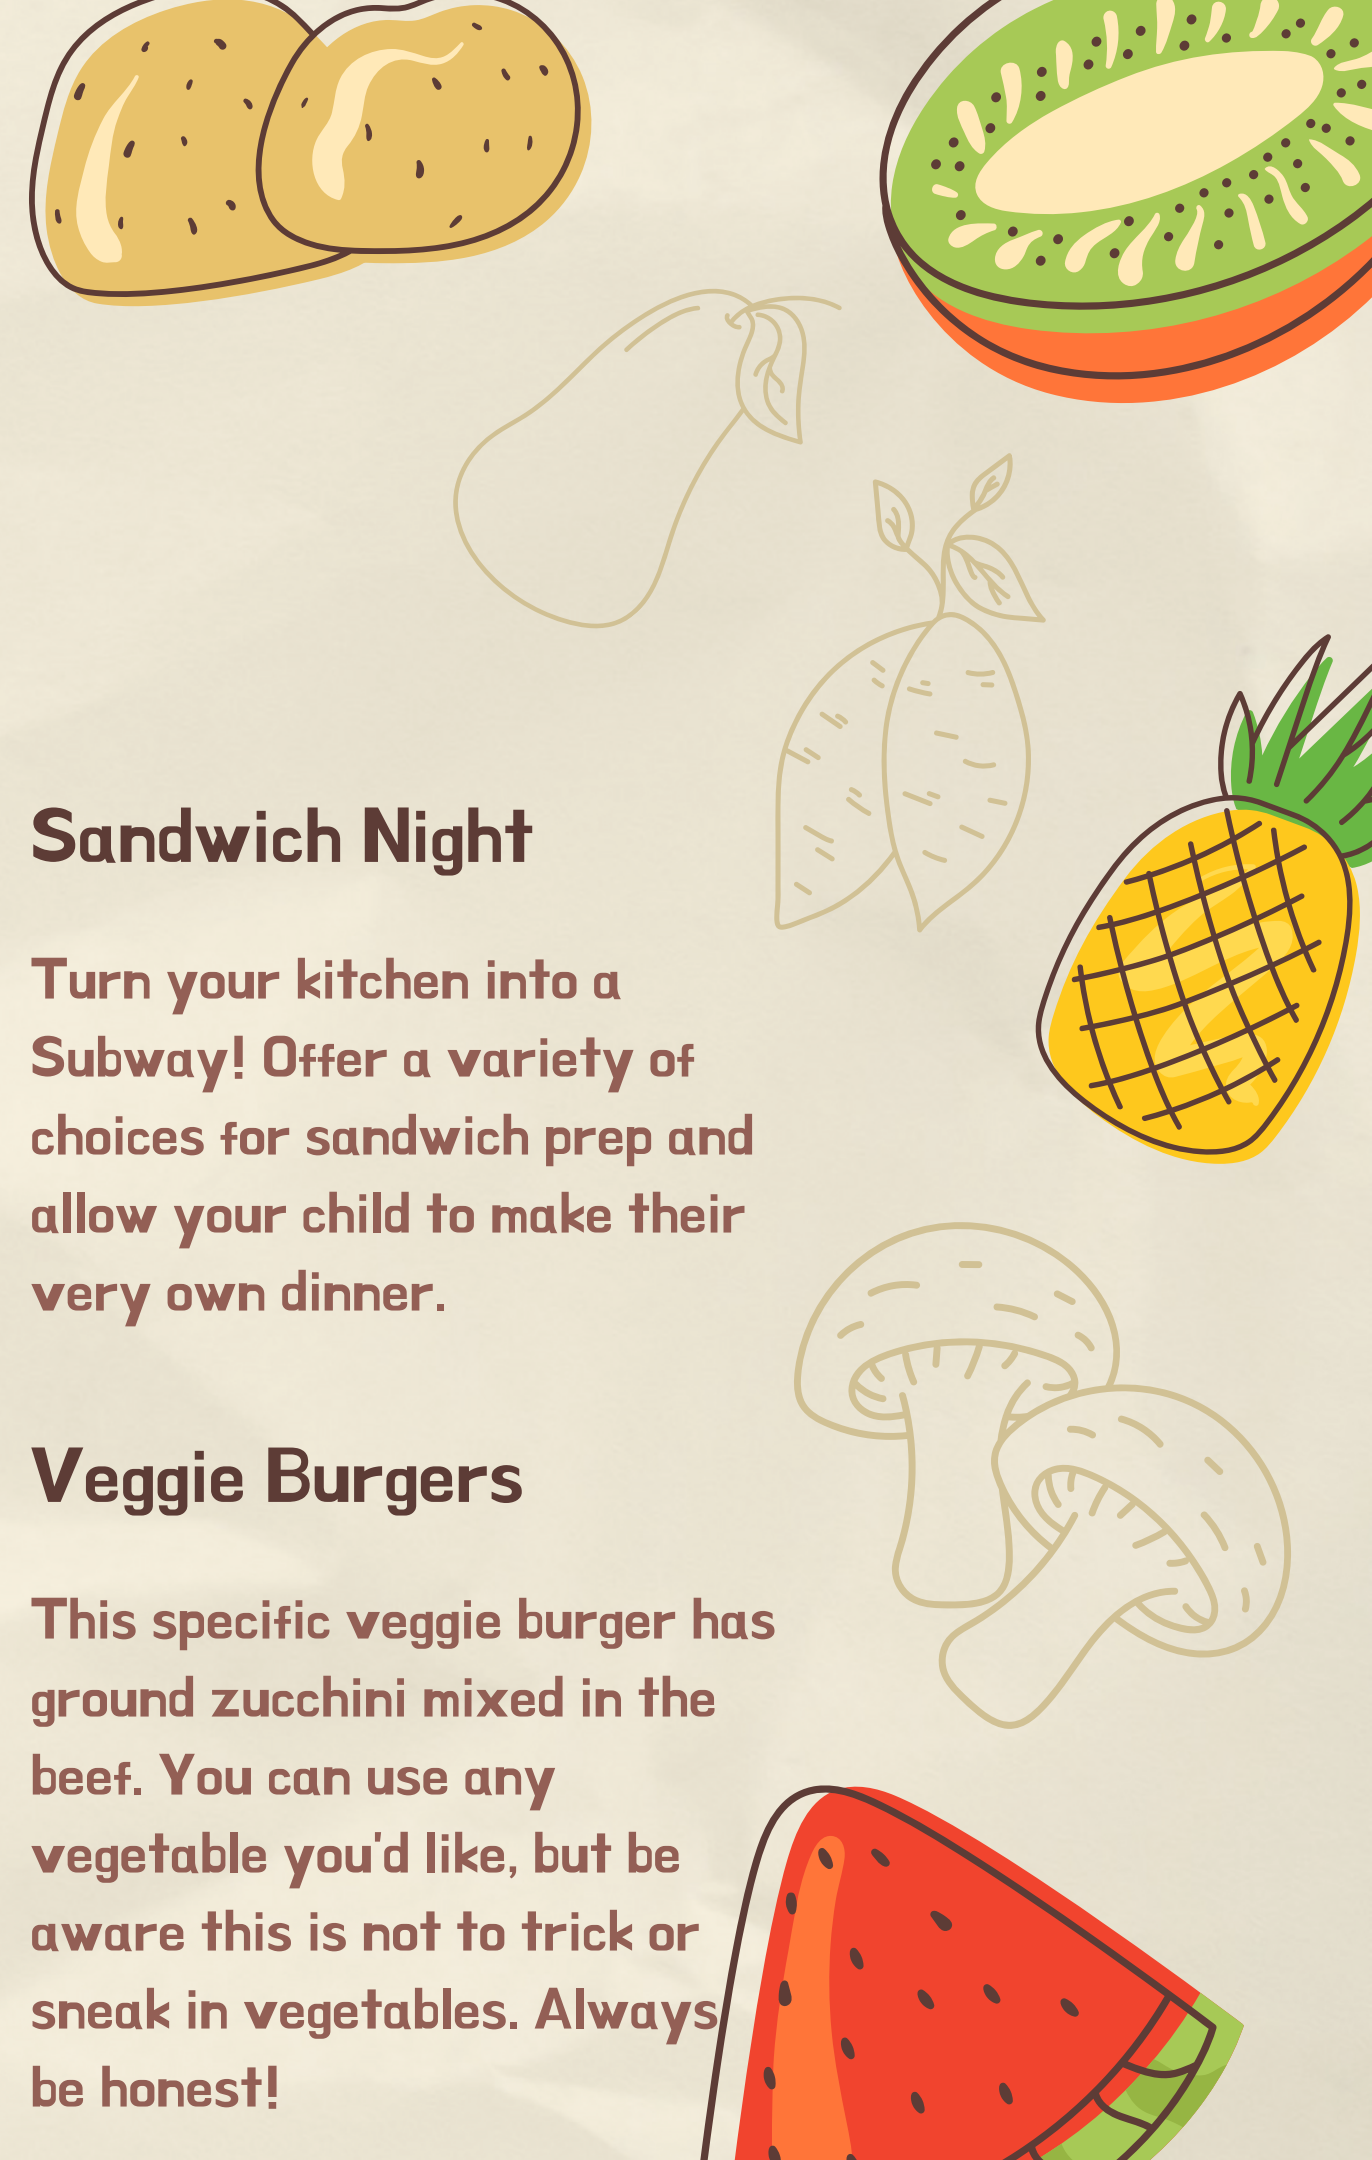 Sandwich Night
Turn your kitchen into a
Subway! Offer a variety of
choices for sandwich prep and
allow your child to make their
very own dinner.
Veggie Burgers
This specific veggie burger has
ground zucchini mixed in the
beef. You can use any
vegetable you'd like, but be
aware this is not to trick or
sneak in vegetables. Always
be honest!